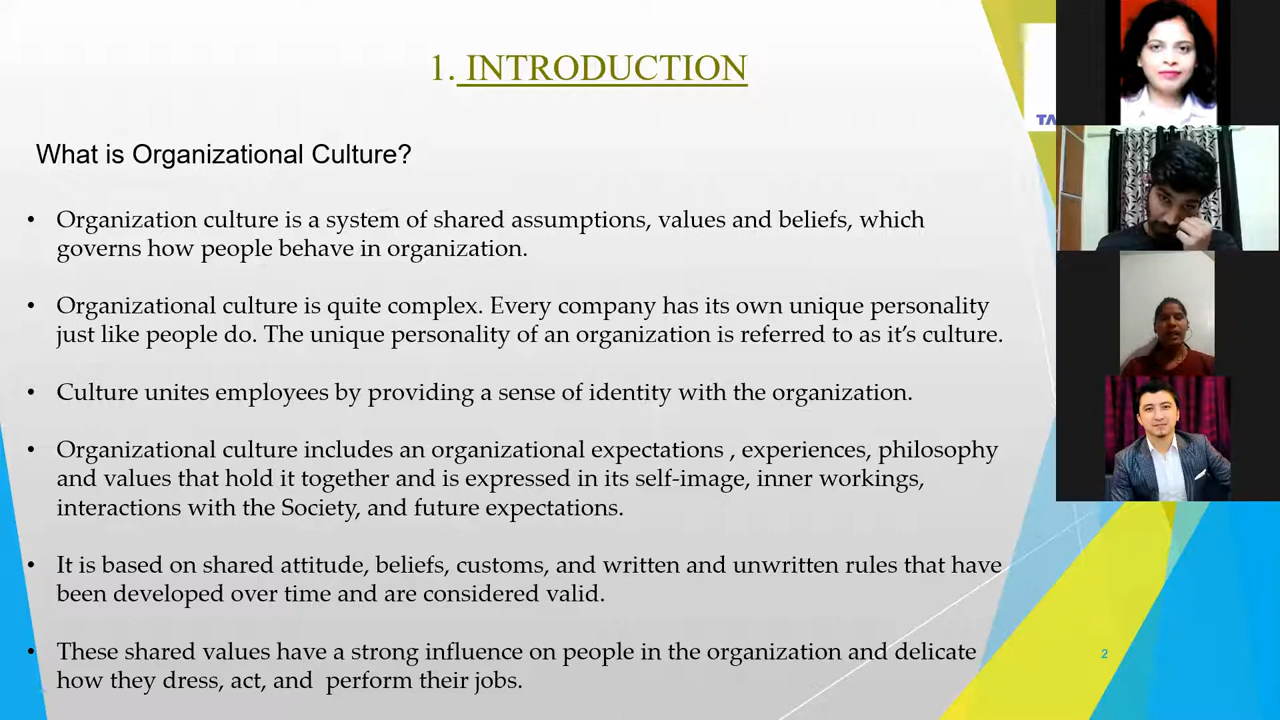 1. INTRODUCTION
What is Organizational Culture?
• Organization culture is a system of shared assumptions, values and beliefs, which
governs how people behave in organization.
• Organizational culture is quite complex. Every company has its own unique personality
just like people do. The unique personality of an organization is referred to as it’s culture.
• Culture unites employees by providing a sense of identity with the organization.
• Organizational culture includes an organizational expectations , experiences, philosophy
and values that hold it together and is expressed in its self-image, inner workings,
interactions with the Society, and future expectations.
• It is based on shared attitude, beliefs, customs, and written and unwritten rules that have
been developed over time and are considered valid.
• These shared values have a strong influence on people in the organization and delicate
how they dress, act, and perform their jobs.
2